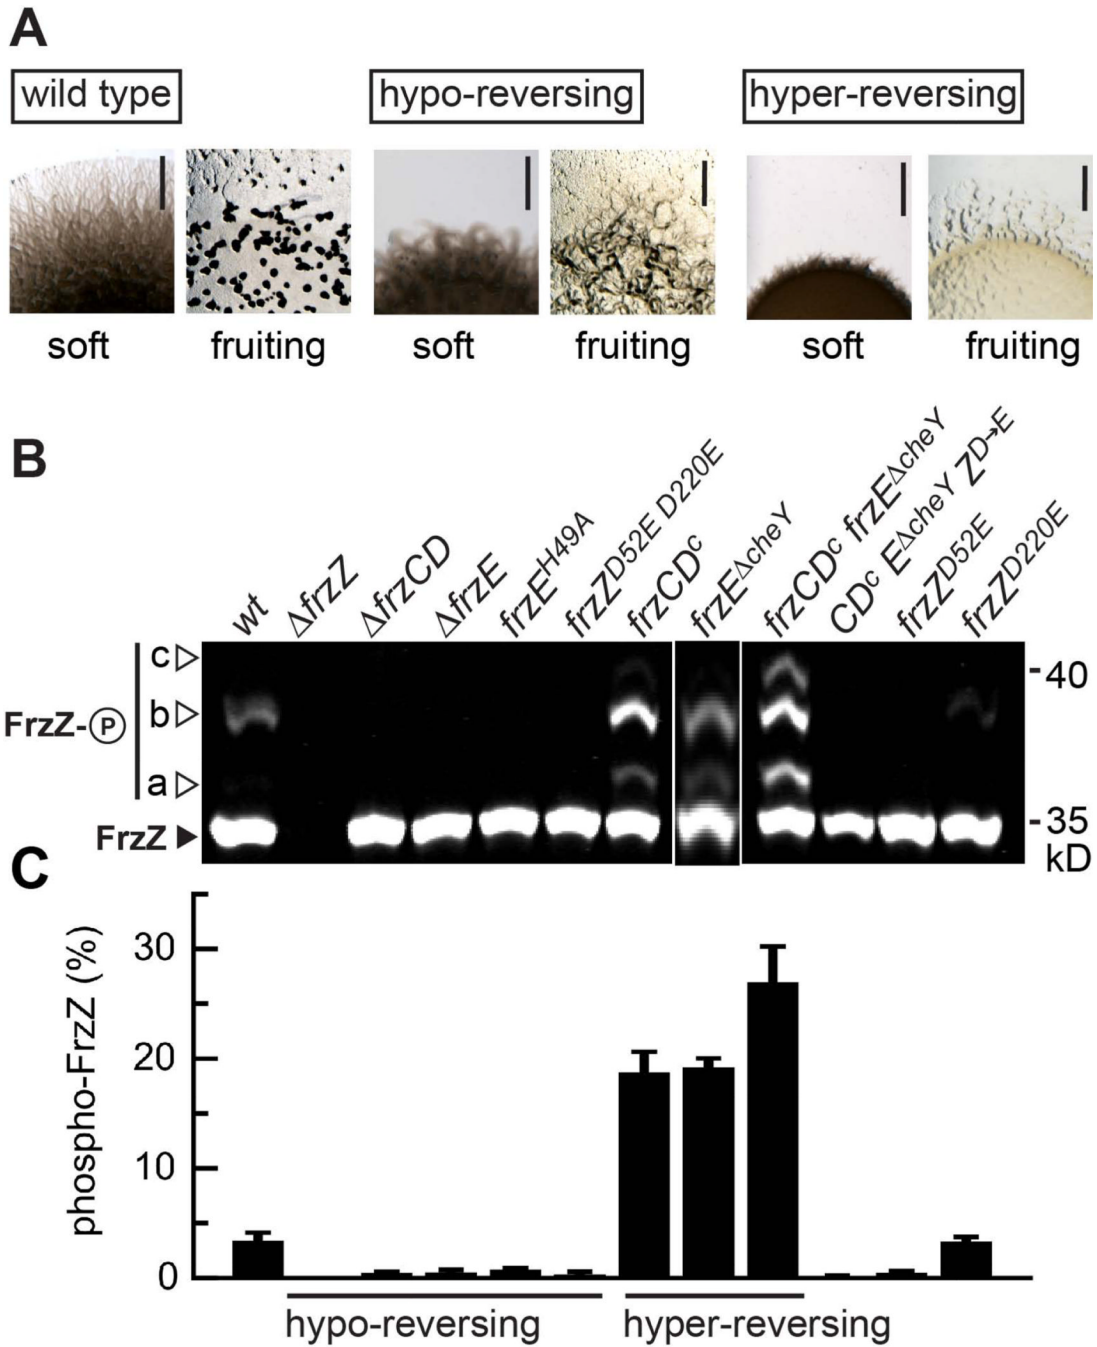 A
wild type
hypo-reversing
hyper-reversing
soft
fruiting
soft
fruiting
soft
fruiting
B
wt
ΔfrzZ
ΔfrzCD
ΔfrzE
frzE^H49A
frzZ^D52E D220E
frzCD^c
frzE^ΔcheY
frzCD^c frzE^ΔcheY
CD^c E^ΔcheY Z^D→E
frzZ^D52E
frzZ^D220E
FrzZ-Ⓟ
c▷
b▷
a▷
FrzZ ▶
-40
-35
kD
C
phospho-FrzZ (%)
30
20
10
0
hypo-reversing
hyper-reversing